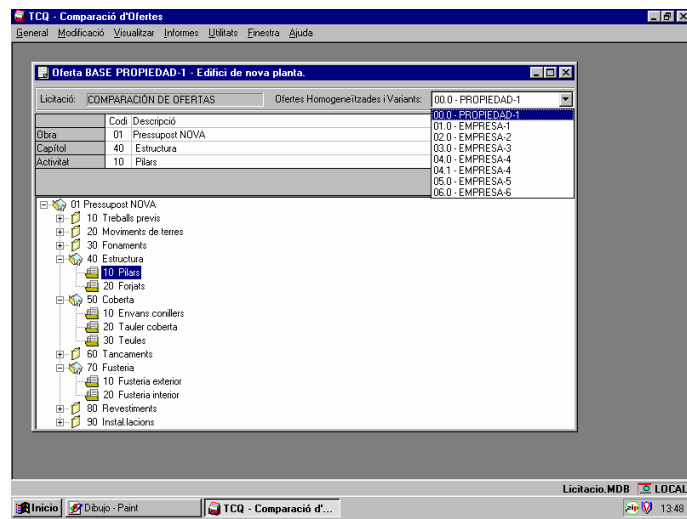 TCQ - Comparació d'Ofertes
General Modificació Visualitzar Informes Utilitats Finestra Ajuda
Oferta BASE PROPIEDAD-1 - Edifici de nova planta.
Licitació: COMPARACIÓN DE OFERTAS Ofertes Homogeneïtzades i Variants: 00.0 - PROPIEDAD-1
00.0 - PROPIEDAD-1
01.0 - EMPRESA-1
02.0 - EMPRESA-2
03.0 - EMPRESA-3
04.0 - EMPRESA-4
04.1 - EMPRESA-4
05.0 - EMPRESA-5
06.0 - EMPRESA-6
Codi Descripció
Obra 01 Pressupost NOVA
Capítol 40 Estructura
Activitat 10 Pilars
01 Pressupost NOVA
10 Treballs previs
20 Moviments de terres
30 Fonaments
40 Estructura
10 Pilars
20 Forjats
50 Coberta
10 Envans conillers
20 Tauler coberta
30 Teules
60 Tancaments
70 Fusteria
10 Fusteria exterior
20 Fusteria interior
80 Revestiments
90 Instal.lacions
Licitacio.MDB LOCAL
Inicio Dibujo - Paint TCQ - Comparació d'... zip 13:48